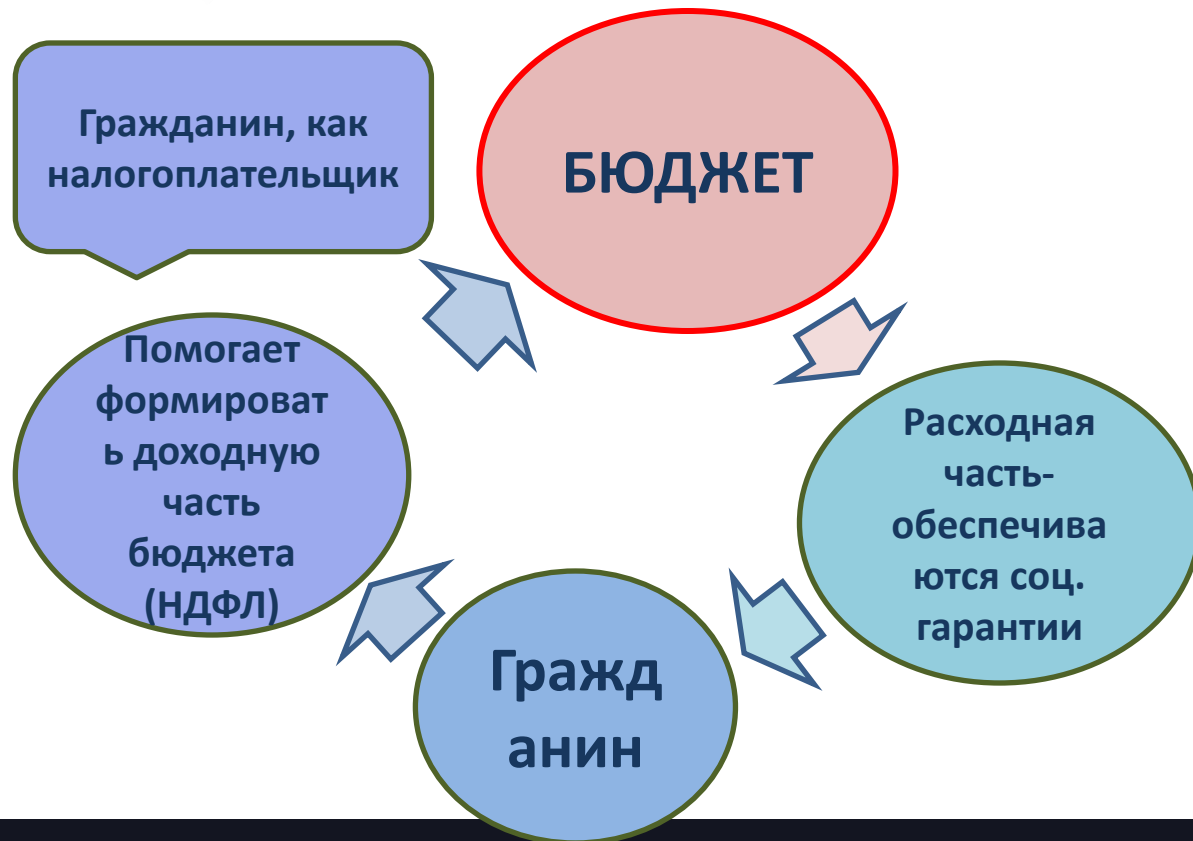 Гражданин, как
налогоплательщик
БЮДЖЕТ
Помогает
формироват
ь доходную
часть
бюджета
(НДФЛ)
Расходная
часть-
обеспечива
ются соц.
гарантии
Гражд
анин